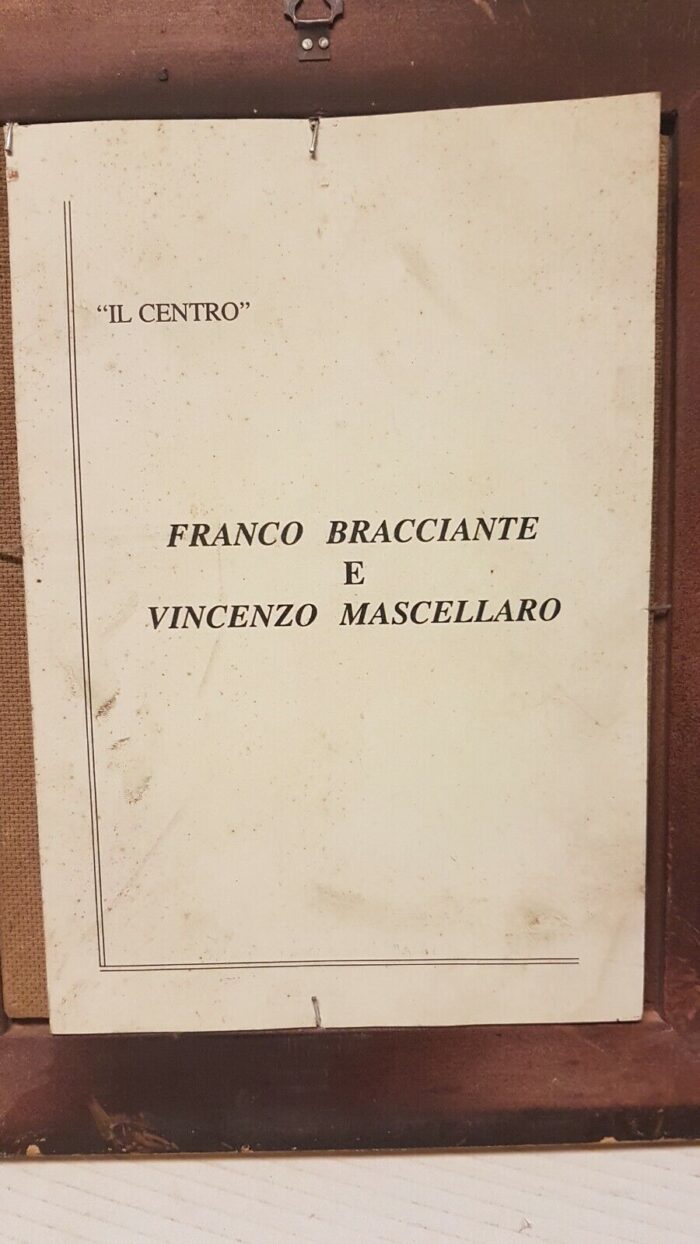 “IL CENTRO”
FRANCO BRACCIANTE
E
VINCENZO MASCELLARO